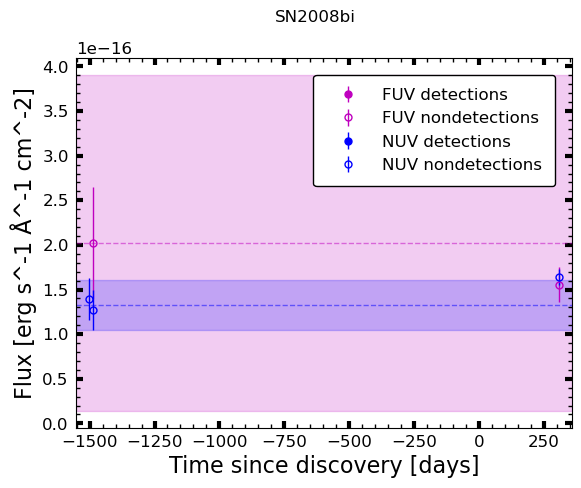 SN2008bi
1e−16
4.0
3.5
3.0
2.5
2.0
1.5
1.0
0.5
0.0
Flux [erg s^-1 Å^-1 cm^-2]
FUV detections
FUV nondetections
NUV detections
NUV nondetections
−1500 −1250 −1000 −750 −500 −250 0 250
Time since discovery [days]